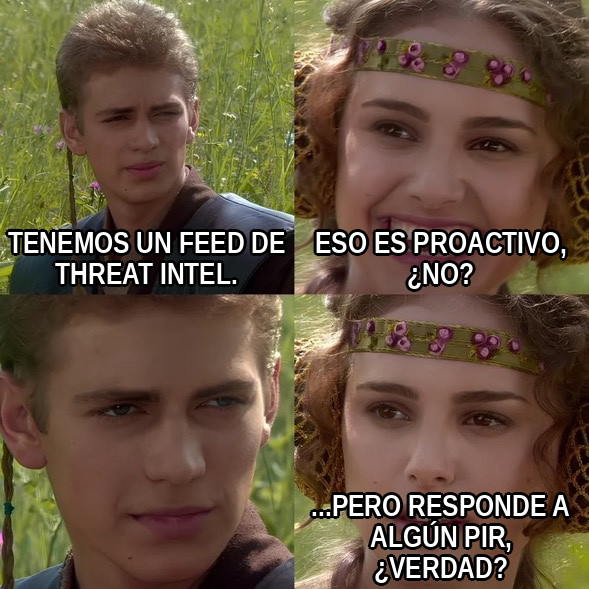 TENEMOS UN FEED DE
THREAT INTEL.
ESO ES PROACTIVO,
¿NO?
...PERO RESPONDE A
ALGÚN PIR,
¿VERDAD?